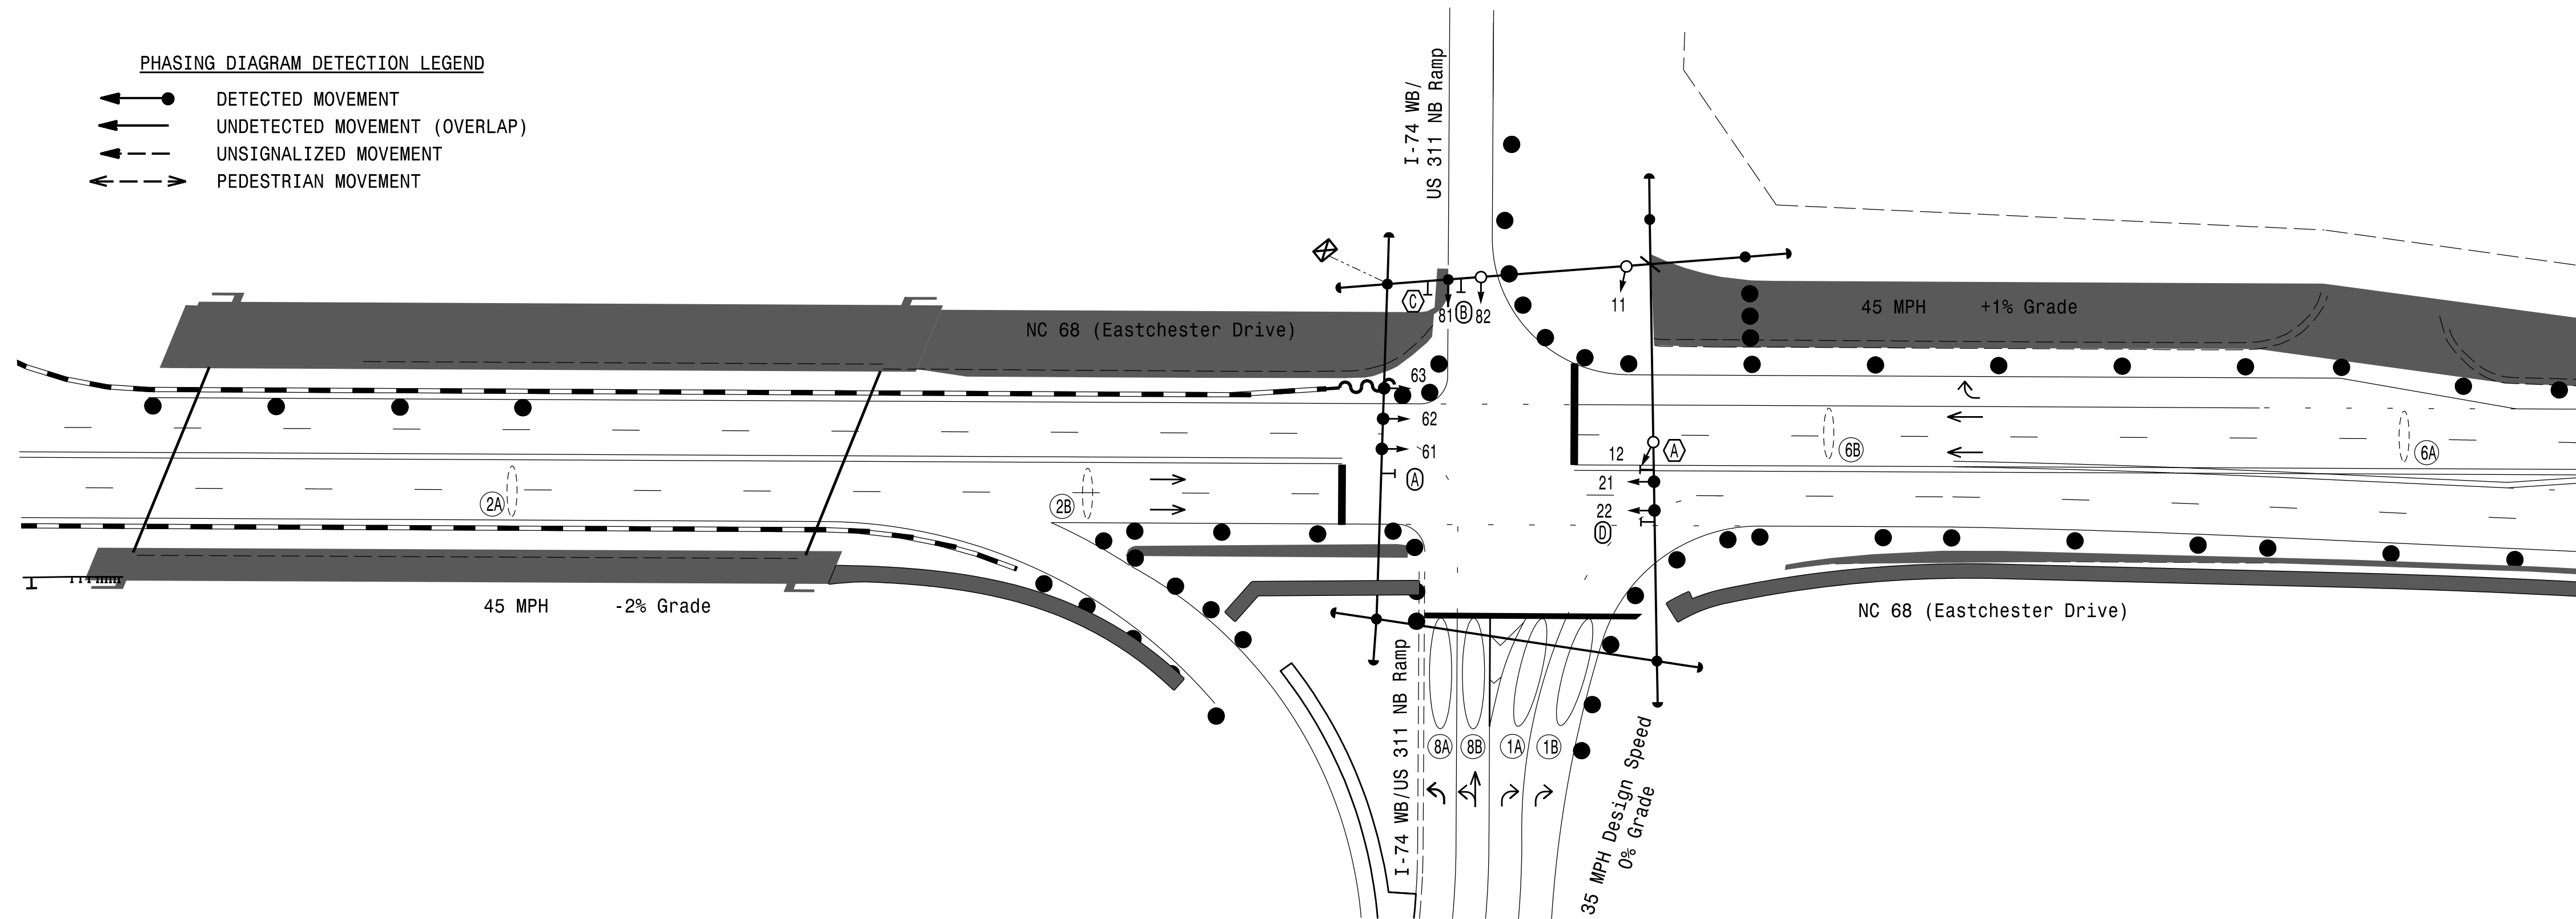 PHASING DIAGRAM DETECTION LEGEND
DETECTED MOVEMENT
UNDETECTED MOVEMENT (OVERLAP)
UNSIGNALIZED MOVEMENT
PEDESTRIAN MOVEMENT
I-74 WB/
US 311 NB Ramp
NC 68 (Eastchester Drive)
45 MPH +1% Grade
C
81
B
82
11
63
62
61
A
12
A
21
22
D
6B
6A
2A
2B
45 MPH -2% Grade
NC 68 (Eastchester Drive)
I-74 WB/US 311 NB Ramp
8A
8B
1A
1B
35 MPH Design Speed
0% Grade